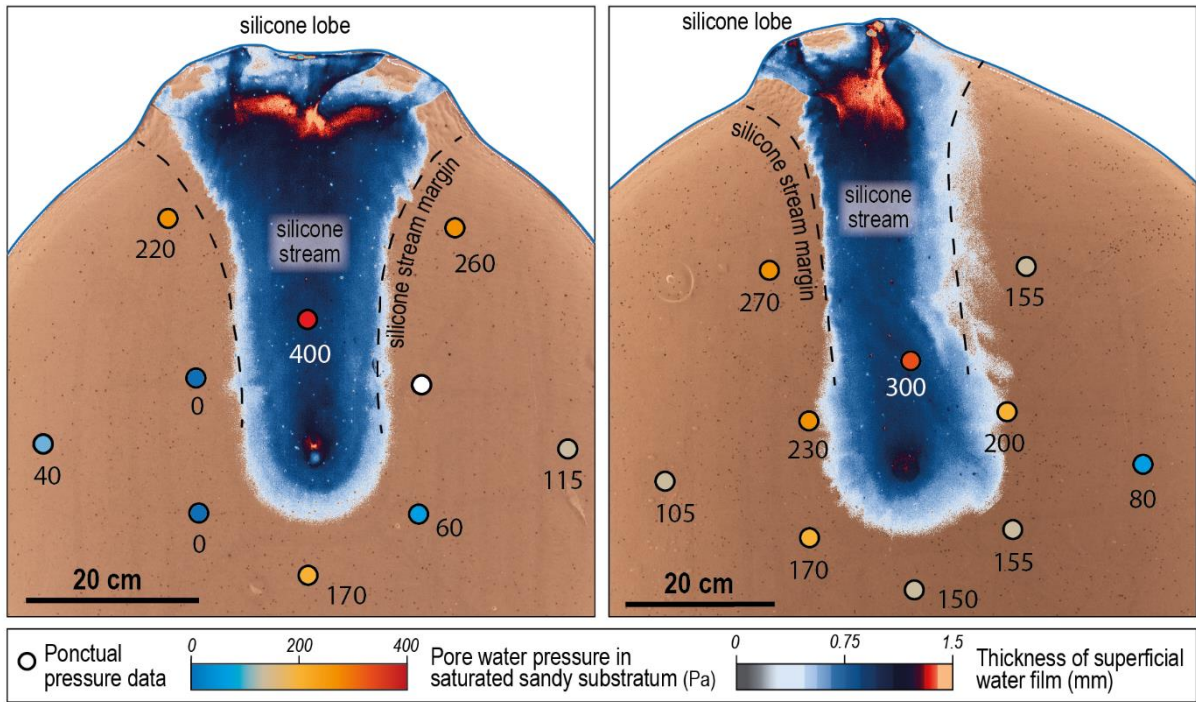 silicone lobe
silicone stream margin
silicone
stream
220
260
400
0
40
115
0
60
170
20 cm
silicone lobe
silicone stream margin
silicone
stream
270
155
300
230
200
105
80
170
155
150
20 cm
Ponctual
pressure data
0
200
400
Pore water pressure in
saturated sandy substratum (Pa)
0
0.75
1.5
Thickness of superficial
water film (mm)